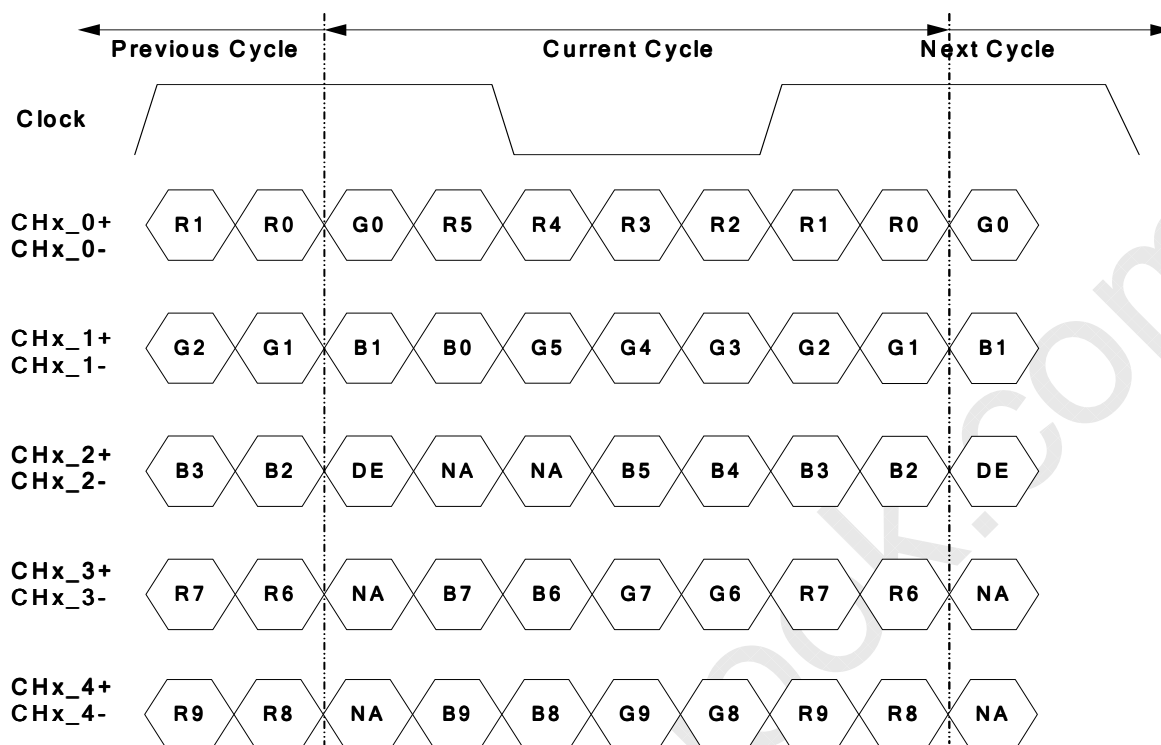 Previous Cycle Current Cycle Next Cycle
Clock
CHx_0+
CHx_0-
R1 R0 G0 R5 R4 R3 R2 R1 R0 G0
CHx_1+
CHx_1-
G2 G1 B1 B0 G5 G4 G3 G2 G1 B1
CHx_2+
CHx_2-
B3 B2 DE NA NA B5 B4 B3 B2 DE
CHx_3+
CHx_3-
R7 R6 NA B7 B6 G7 G6 R7 R6 NA
CHx_4+
CHx_4-
R9 R8 NA B9 B8 G9 G8 R9 R8 NA
ook.com